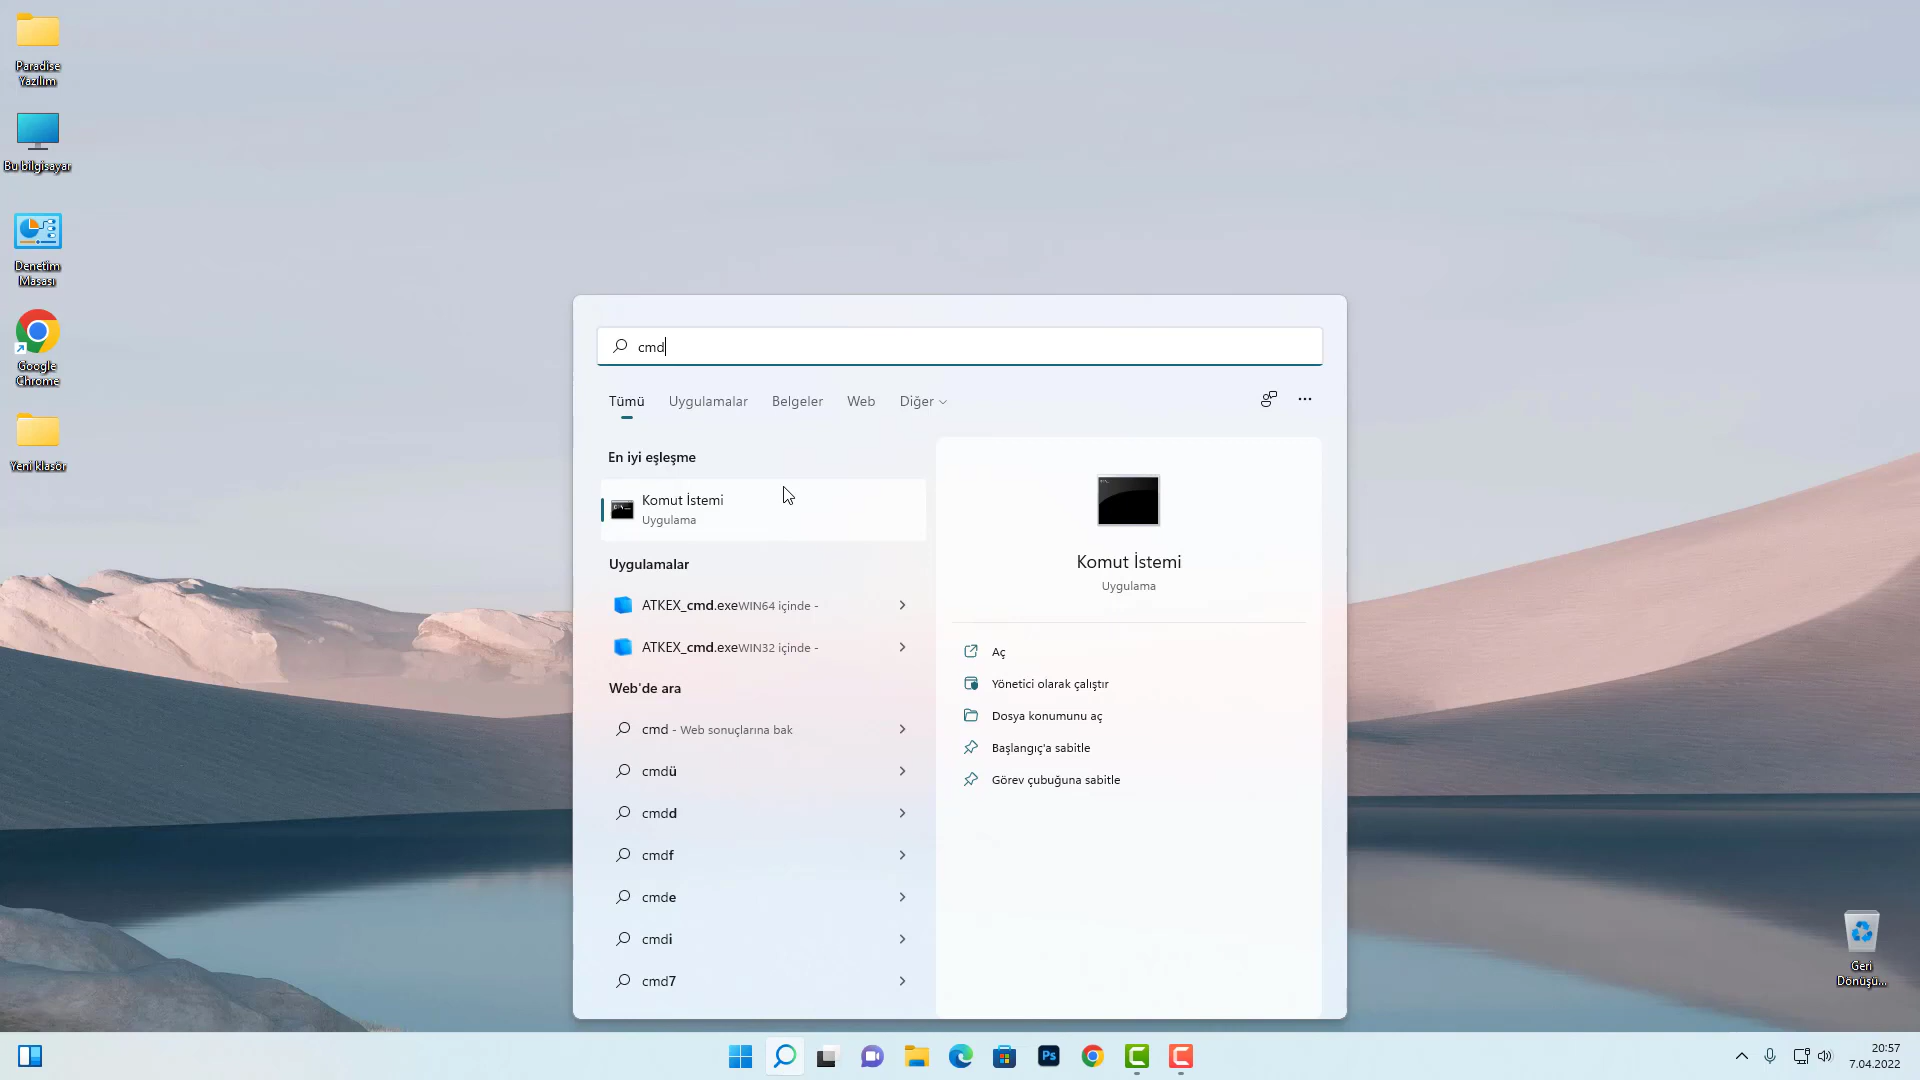 Paradise
Yazılım
Bu bilgisayar
Denetim
Masası
Google
Chrome
Yeni klasör
cmd
Tümü Uygulamalar Belgeler Web Diğer
En iyi eşleşme
Komut İstemi
Uygulama
Uygulamalar
ATKEX_cmd.exeWIN64 içinde -
ATKEX_cmd.exeWIN32 içinde -
Web'de ara
cmd - Web sonuçlarına bak
cmdü
cmdd
cmdf
cmde
cmdi
cmd7
Komut İstemi
Uygulama
Aç
Yönetici olarak çalıştır
Dosya konumunu aç
Başlangıç'a sabitle
Görev çubuğuna sabitle
Geri
Dönüşü...
Ps
20:57
7.04.2022